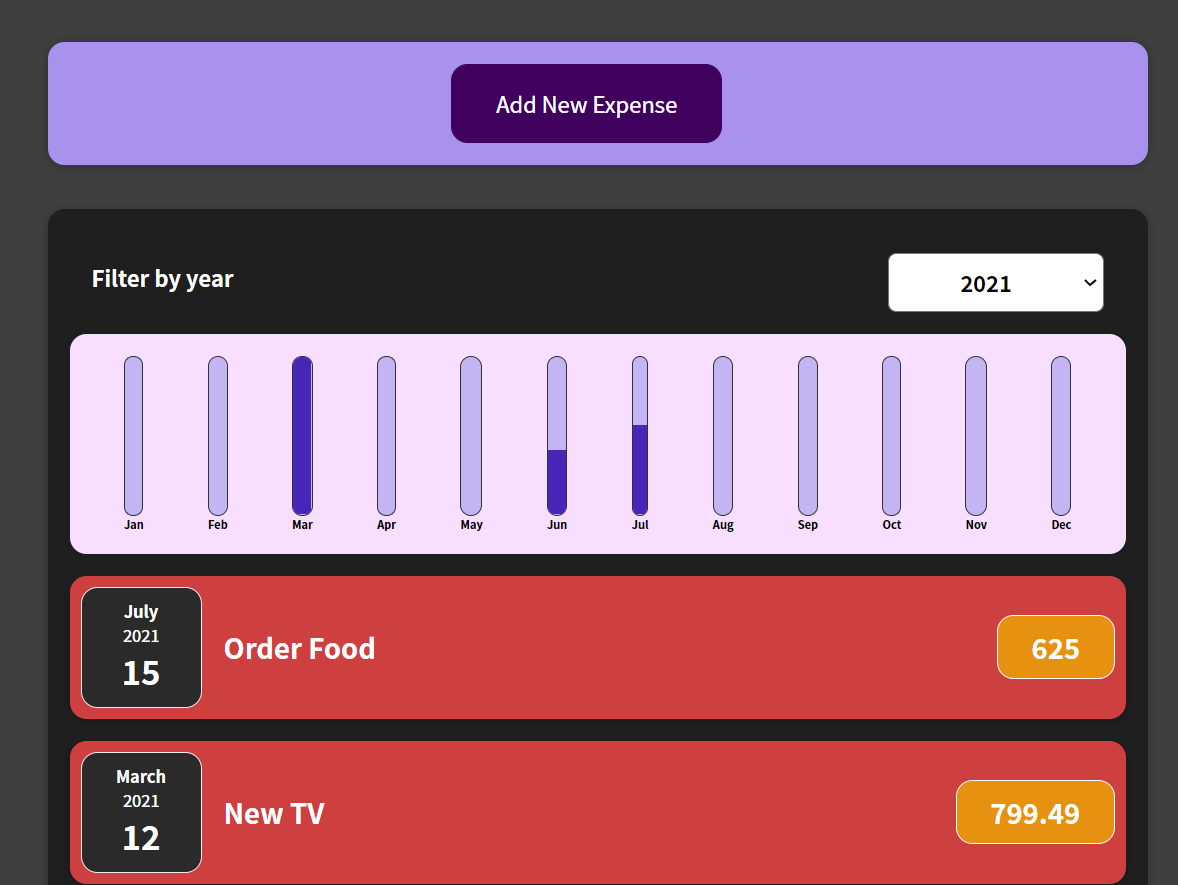 Add New Expense
Filter by year
2021
Jan Feb Mar Apr May Jun Jul Aug Sep Oct Nov Dec
July
2021
15
Order Food
625
March
2021
12
New TV
799.49